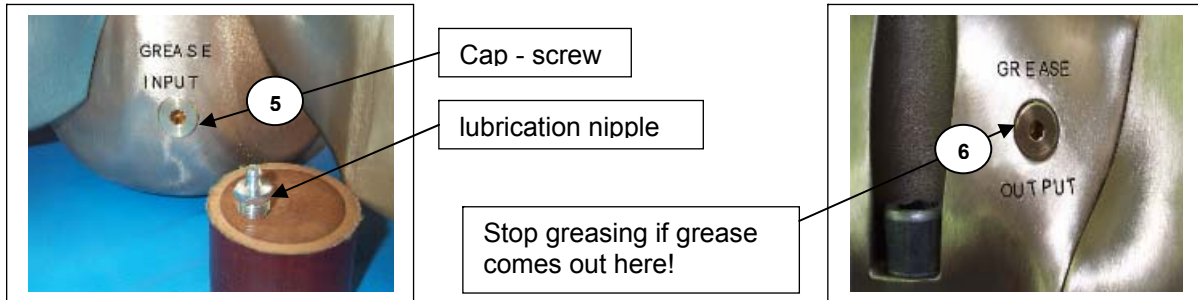 GREASE
INPUT
5
Cap - screw
lubrication nipple
Stop greasing if grease
comes out here!
GREASE
6
OUTPUT